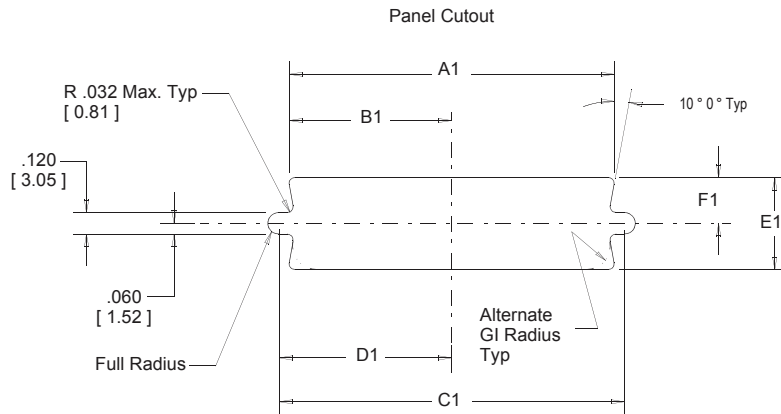 Panel Cutout
A1
R .032 Max. Typ
[ 0.81 ]
B1
10 ° 0 ° Typ
.120
[ 3.05 ]
F1
E1
.060
[ 1.52 ]
Alternate
GI Radius
Typ
Full Radius
D1
C1